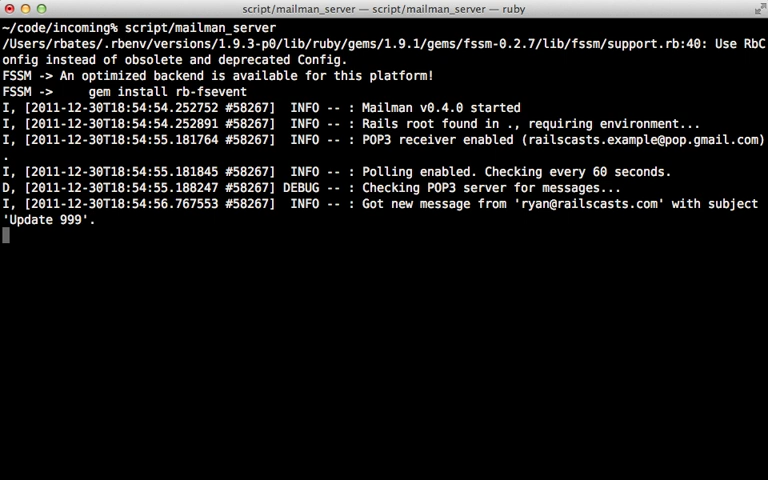 script/mailman_server — script/mailman_server — ruby
~/code/incoming% script/mailman_server
/Users/rbates/.rbenv/versions/1.9.3-p0/lib/ruby/gems/1.9.1/gems/fssm-0.2.7/lib/fssm/support.rb:40: Use RbC
onfig instead of obsolete and deprecated Config.
FSSM -> An optimized backend is available for this platform!
FSSM ->     gem install rb-fsevent
I, [2011-12-30T18:54:54.252752 #58267]  INFO -- : Mailman v0.4.0 started
I, [2011-12-30T18:54:54.252891 #58267]  INFO -- : Rails root found in ., requiring environment...
I, [2011-12-30T18:54:55.181764 #58267]  INFO -- : POP3 receiver enabled (railscasts.example@pop.gmail.com)
.
I, [2011-12-30T18:54:55.181845 #58267]  INFO -- : Polling enabled. Checking every 60 seconds.
D, [2011-12-30T18:54:55.188247 #58267] DEBUG -- : Checking POP3 server for messages...
I, [2011-12-30T18:54:56.767553 #58267]  INFO -- : Got new message from 'ryan@railscasts.com' with subject
'Update 999'.